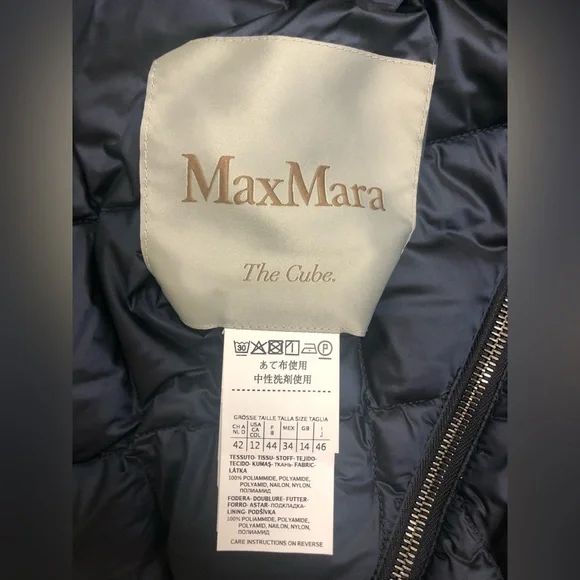 MaxMara
The Cube.
30
P
あて布使用
中性洗剤使用
GRÖSSE TAILLE TALLA SIZE TAGLIA
CH A NL D USA CA COL F B MEX GB I J
42 12 44 34 14 46
TESSUTO-TISSU-STOFF-TEJIDO-
TECIDO-KUMAŞ-ТКАНЬ-FABRIC-
LÁTKA
100% POLIAMMIDE, POLYAMIDE,
POLYAMID, NAILON, NYLON,
ПОЛИАМИД
FODERA-DOUBLURE-FUTTER-
FORRO-ASTAR-ПОДКЛАДКА-
LINING-PODŠÍVKA
100% POLIAMMIDE, POLYAMIDE,
POLYAMID, NAILON, NYLON,
ПОЛИАМИД
CARE INSTRUCTIONS ON REVERSE